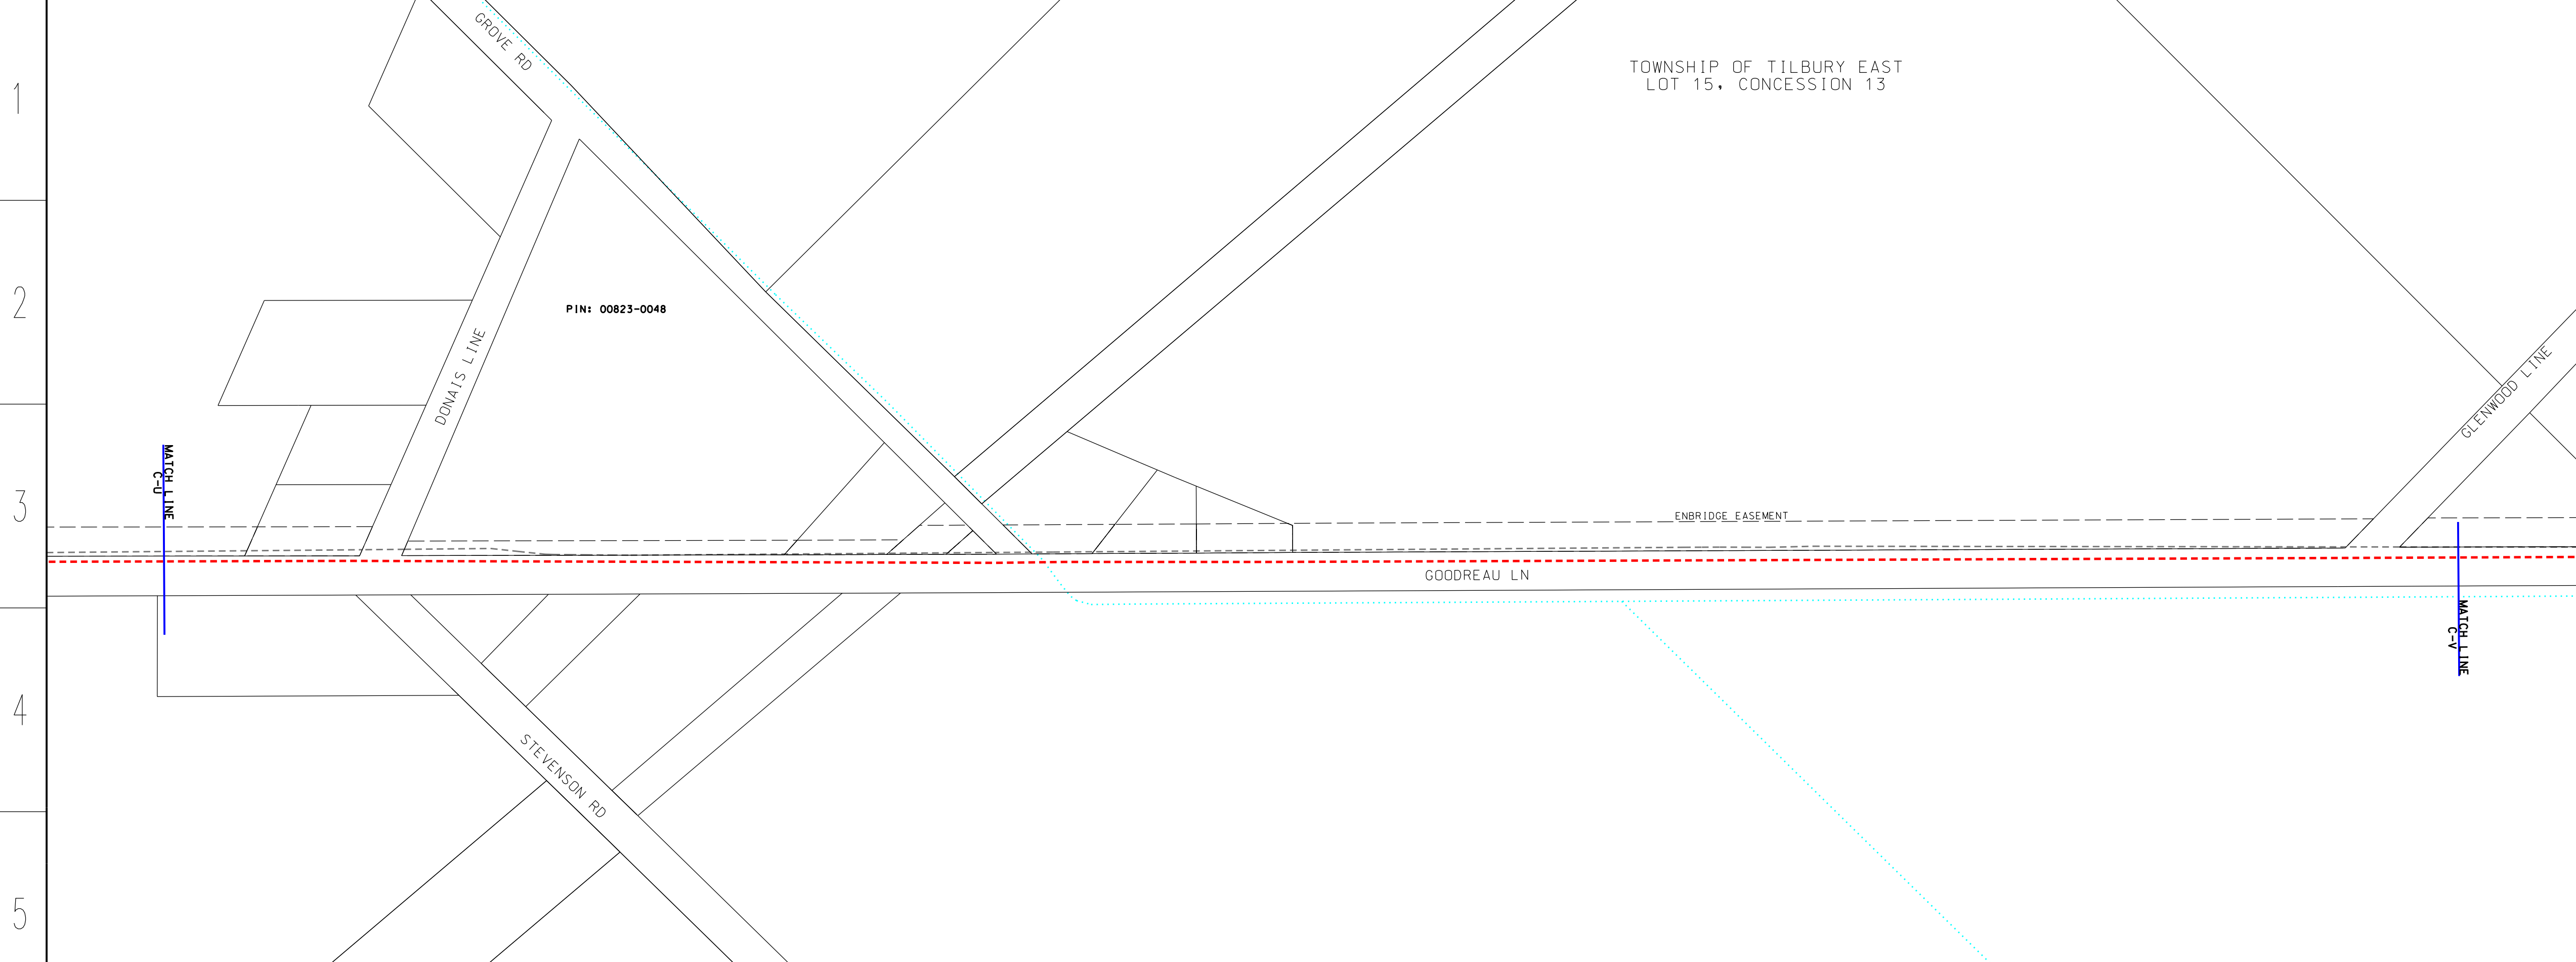 GROVE RD
TOWNSHIP OF TILBURY EAST
LOT 15, CONCESSION 13
1
2
PIN: 00823-0048
DONAIS LINE
GLENWOOD LINE
MATCH LINE
C-U
3
ENBRIDGE EASEMENT
GOODREAU LN
MATCH LINE
C-V
4
STEVENSON RD
5